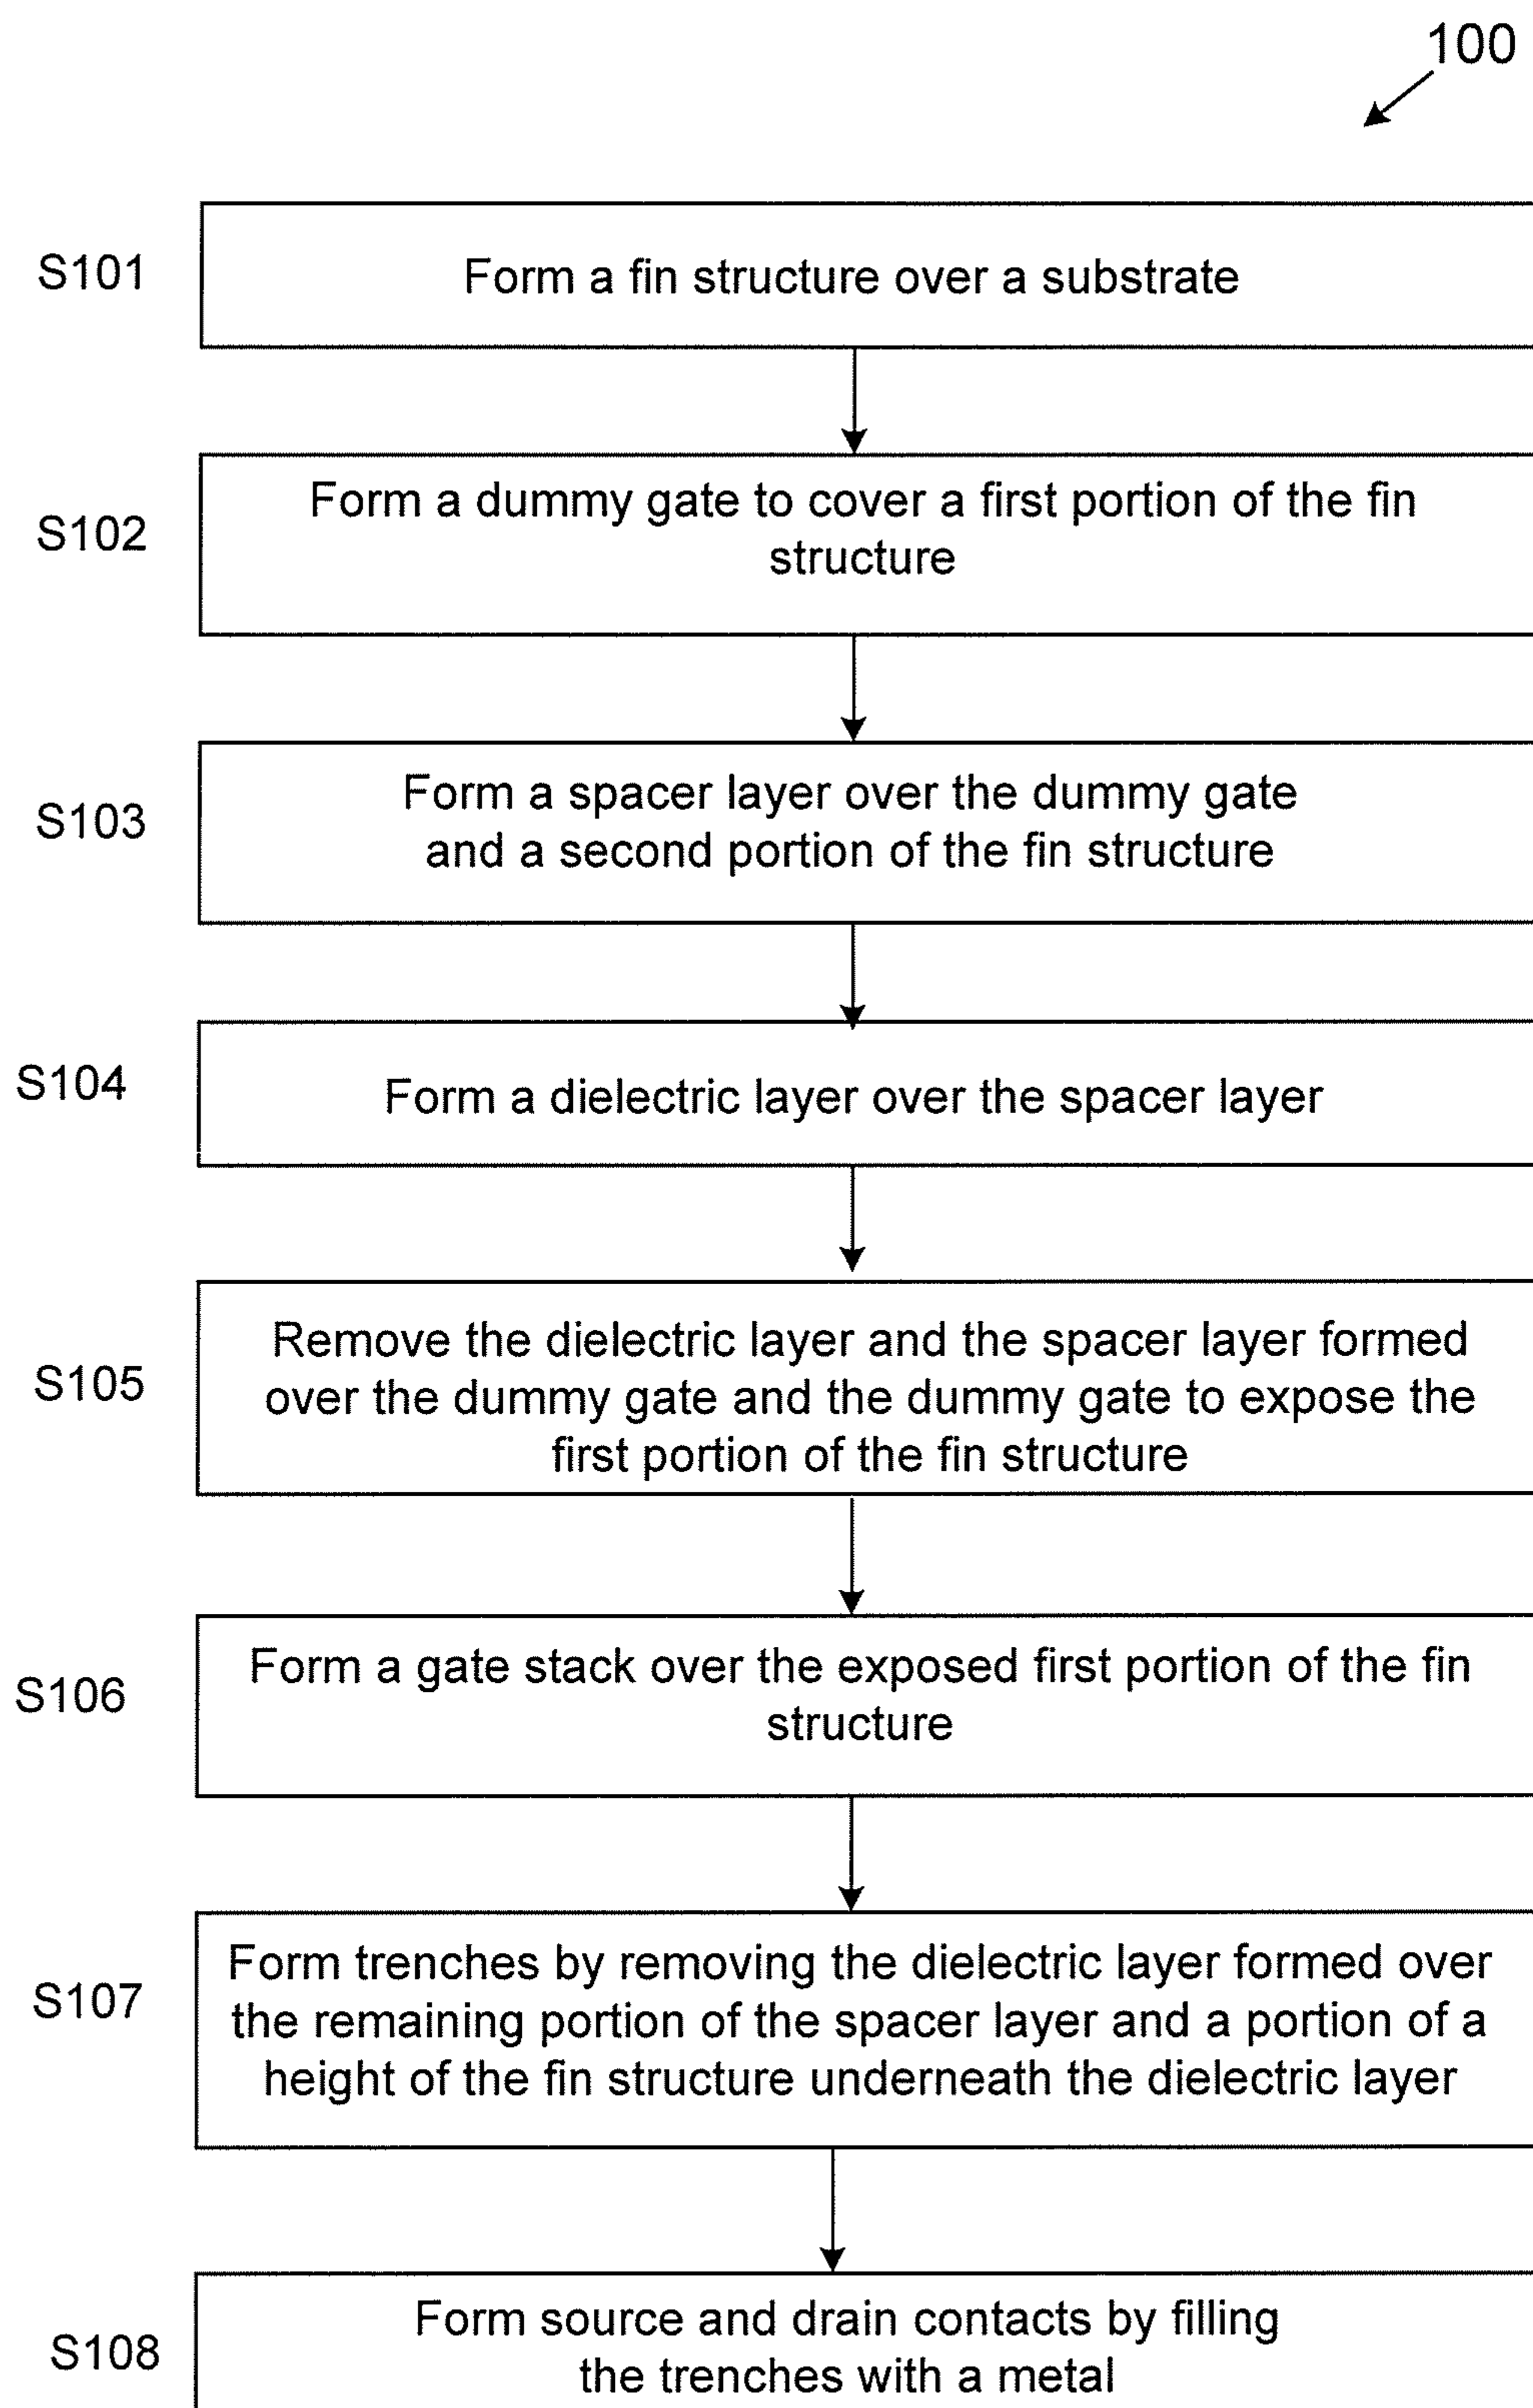 100
S101
Form a fin structure over a substrate
S102
Form a dummy gate to cover a first portion of the fin
structure
S103
Form a spacer layer over the dummy gate
and a second portion of the fin structure
S104
Form a dielectric layer over the spacer layer
S105
Remove the dielectric layer and the spacer layer formed
over the dummy gate and the dummy gate to expose the
first portion of the fin structure
S106
Form a gate stack over the exposed first portion of the fin
structure
S107
Form trenches by removing the dielectric layer formed over
the remaining portion of the spacer layer and a portion of a
height of the fin structure underneath the dielectric layer
S108
Form source and drain contacts by filling
the trenches with a metal